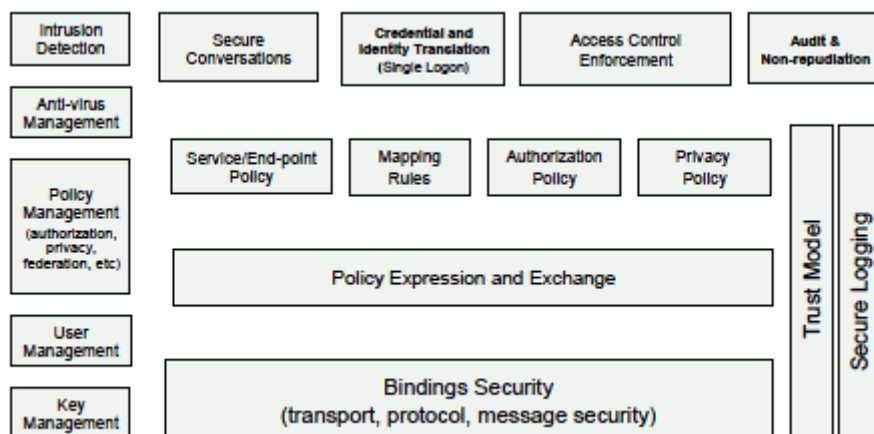 Intrusion
Detection
Secure
Conversations
Credential and
Identity Translation
(Single Logon)
Access Control
Enforcement
Audit &
Non-repudiation
Anti-virus
Management
Service/End-point
Policy
Mapping
Rules
Authorization
Policy
Privacy
Policy
Policy
Management
(authorization,
privacy,
federation, etc)
Policy Expression and Exchange
Trust Model
Secure Logging
User
Management
Key
Management
Bindings Security
(transport, protocol, message security)